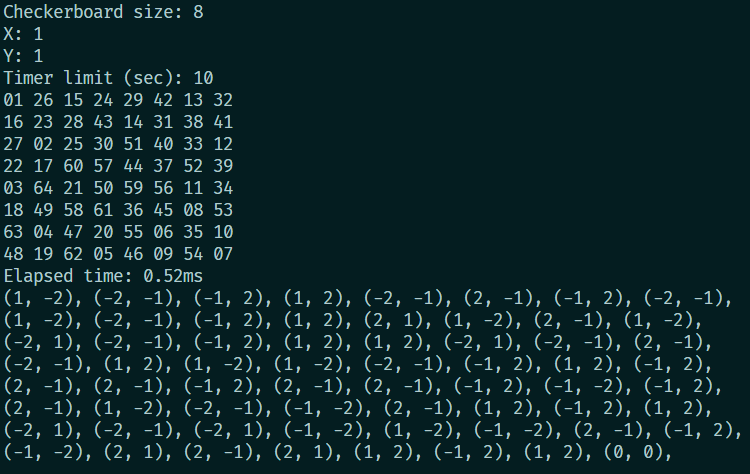 Checkerboard size: 8
X: 1
Y: 1
Timer limit (sec): 10
01 26 15 24 29 42 13 32
16 23 28 43 14 31 38 41
27 02 25 30 51 40 33 12
22 17 60 57 44 37 52 39
03 64 21 50 59 56 11 34
18 49 58 61 36 45 08 53
63 04 47 20 55 06 35 10
48 19 62 05 46 09 54 07
Elapsed time: 0.52ms
(1, -2), (-2, -1), (-1, 2), (1, 2), (-2, -1), (2, -1), (-1, 2), (-2, -1),
(1, -2), (-2, -1), (-1, 2), (1, 2), (2, 1), (1, -2), (2, -1), (1, -2),
(-2, 1), (-2, -1), (-1, 2), (1, 2), (1, 2), (-2, 1), (-2, -1), (2, -1),
(-2, -1), (1, 2), (1, -2), (1, -2), (-2, -1), (-1, 2), (1, 2), (-1, 2),
(2, -1), (2, -1), (-1, 2), (2, -1), (2, -1), (-1, 2), (-1, -2), (-1, 2),
(2, -1), (1, -2), (-2, -1), (-1, -2), (2, -1), (1, 2), (-1, 2), (1, 2),
(-2, 1), (-2, -1), (-2, 1), (-1, -2), (1, -2), (-1, -2), (2, -1), (-1, 2),
(-1, -2), (2, 1), (2, -1), (2, 1), (1, 2), (-1, 2), (1, 2), (0, 0),